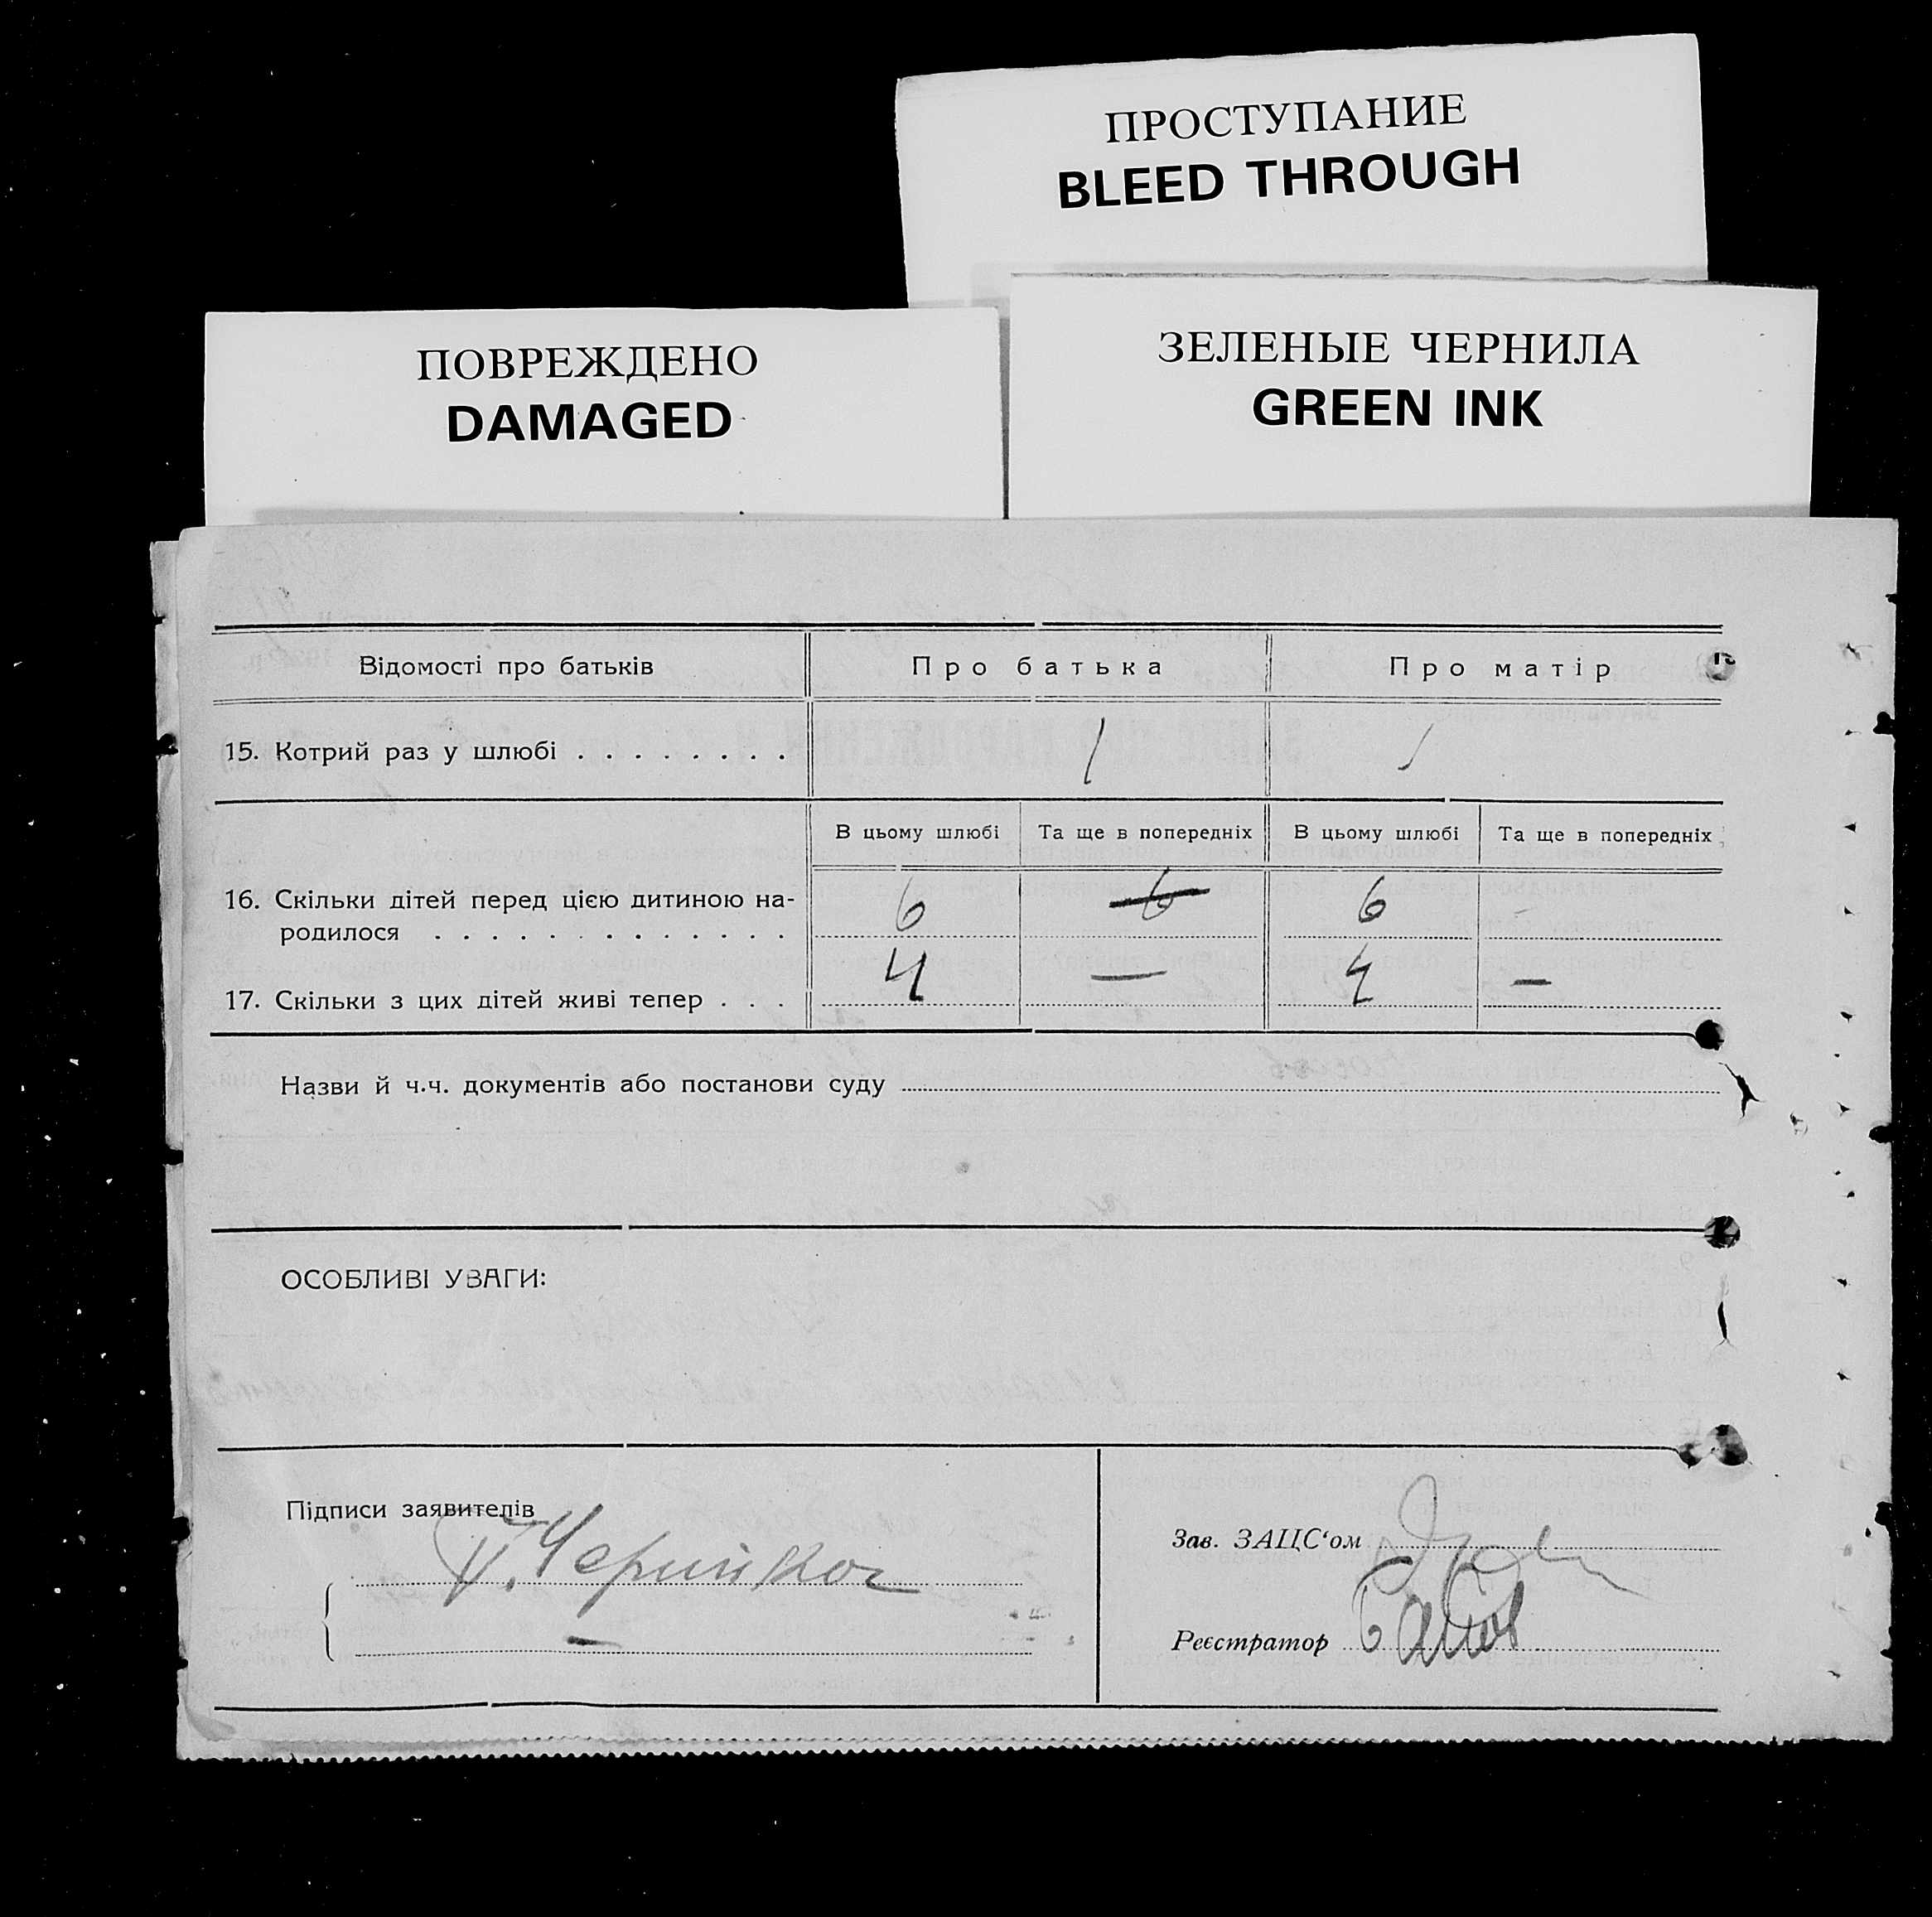 ПРОСТУПАНИЕ
BLEED THROUGH
ПОВРЕЖДЕНО
DAMAGED
ЗЕЛЕНЫЕ ЧЕРНИЛА
GREEN INK
Відомості про батьків Про батька Про матір
15. Котрий раз у шлюбі . . . . . . . . 1 1
В цьому шлюбі Та ще в попередніх В цьому шлюбі Та ще в попередніх
16. Скільки дітей перед цією дитиною на-
родилося . . . . . . . . . . . . . 6 6 6
17. Скільки з цих дітей живі тепер . . . 4 — 4 —
Назви й ч.ч. документів або постанови суду
ОСОБЛИВІ УВАГИ:
Підписи заявителів
Зав. ЗАЦС‘ом
—
Реєстратор